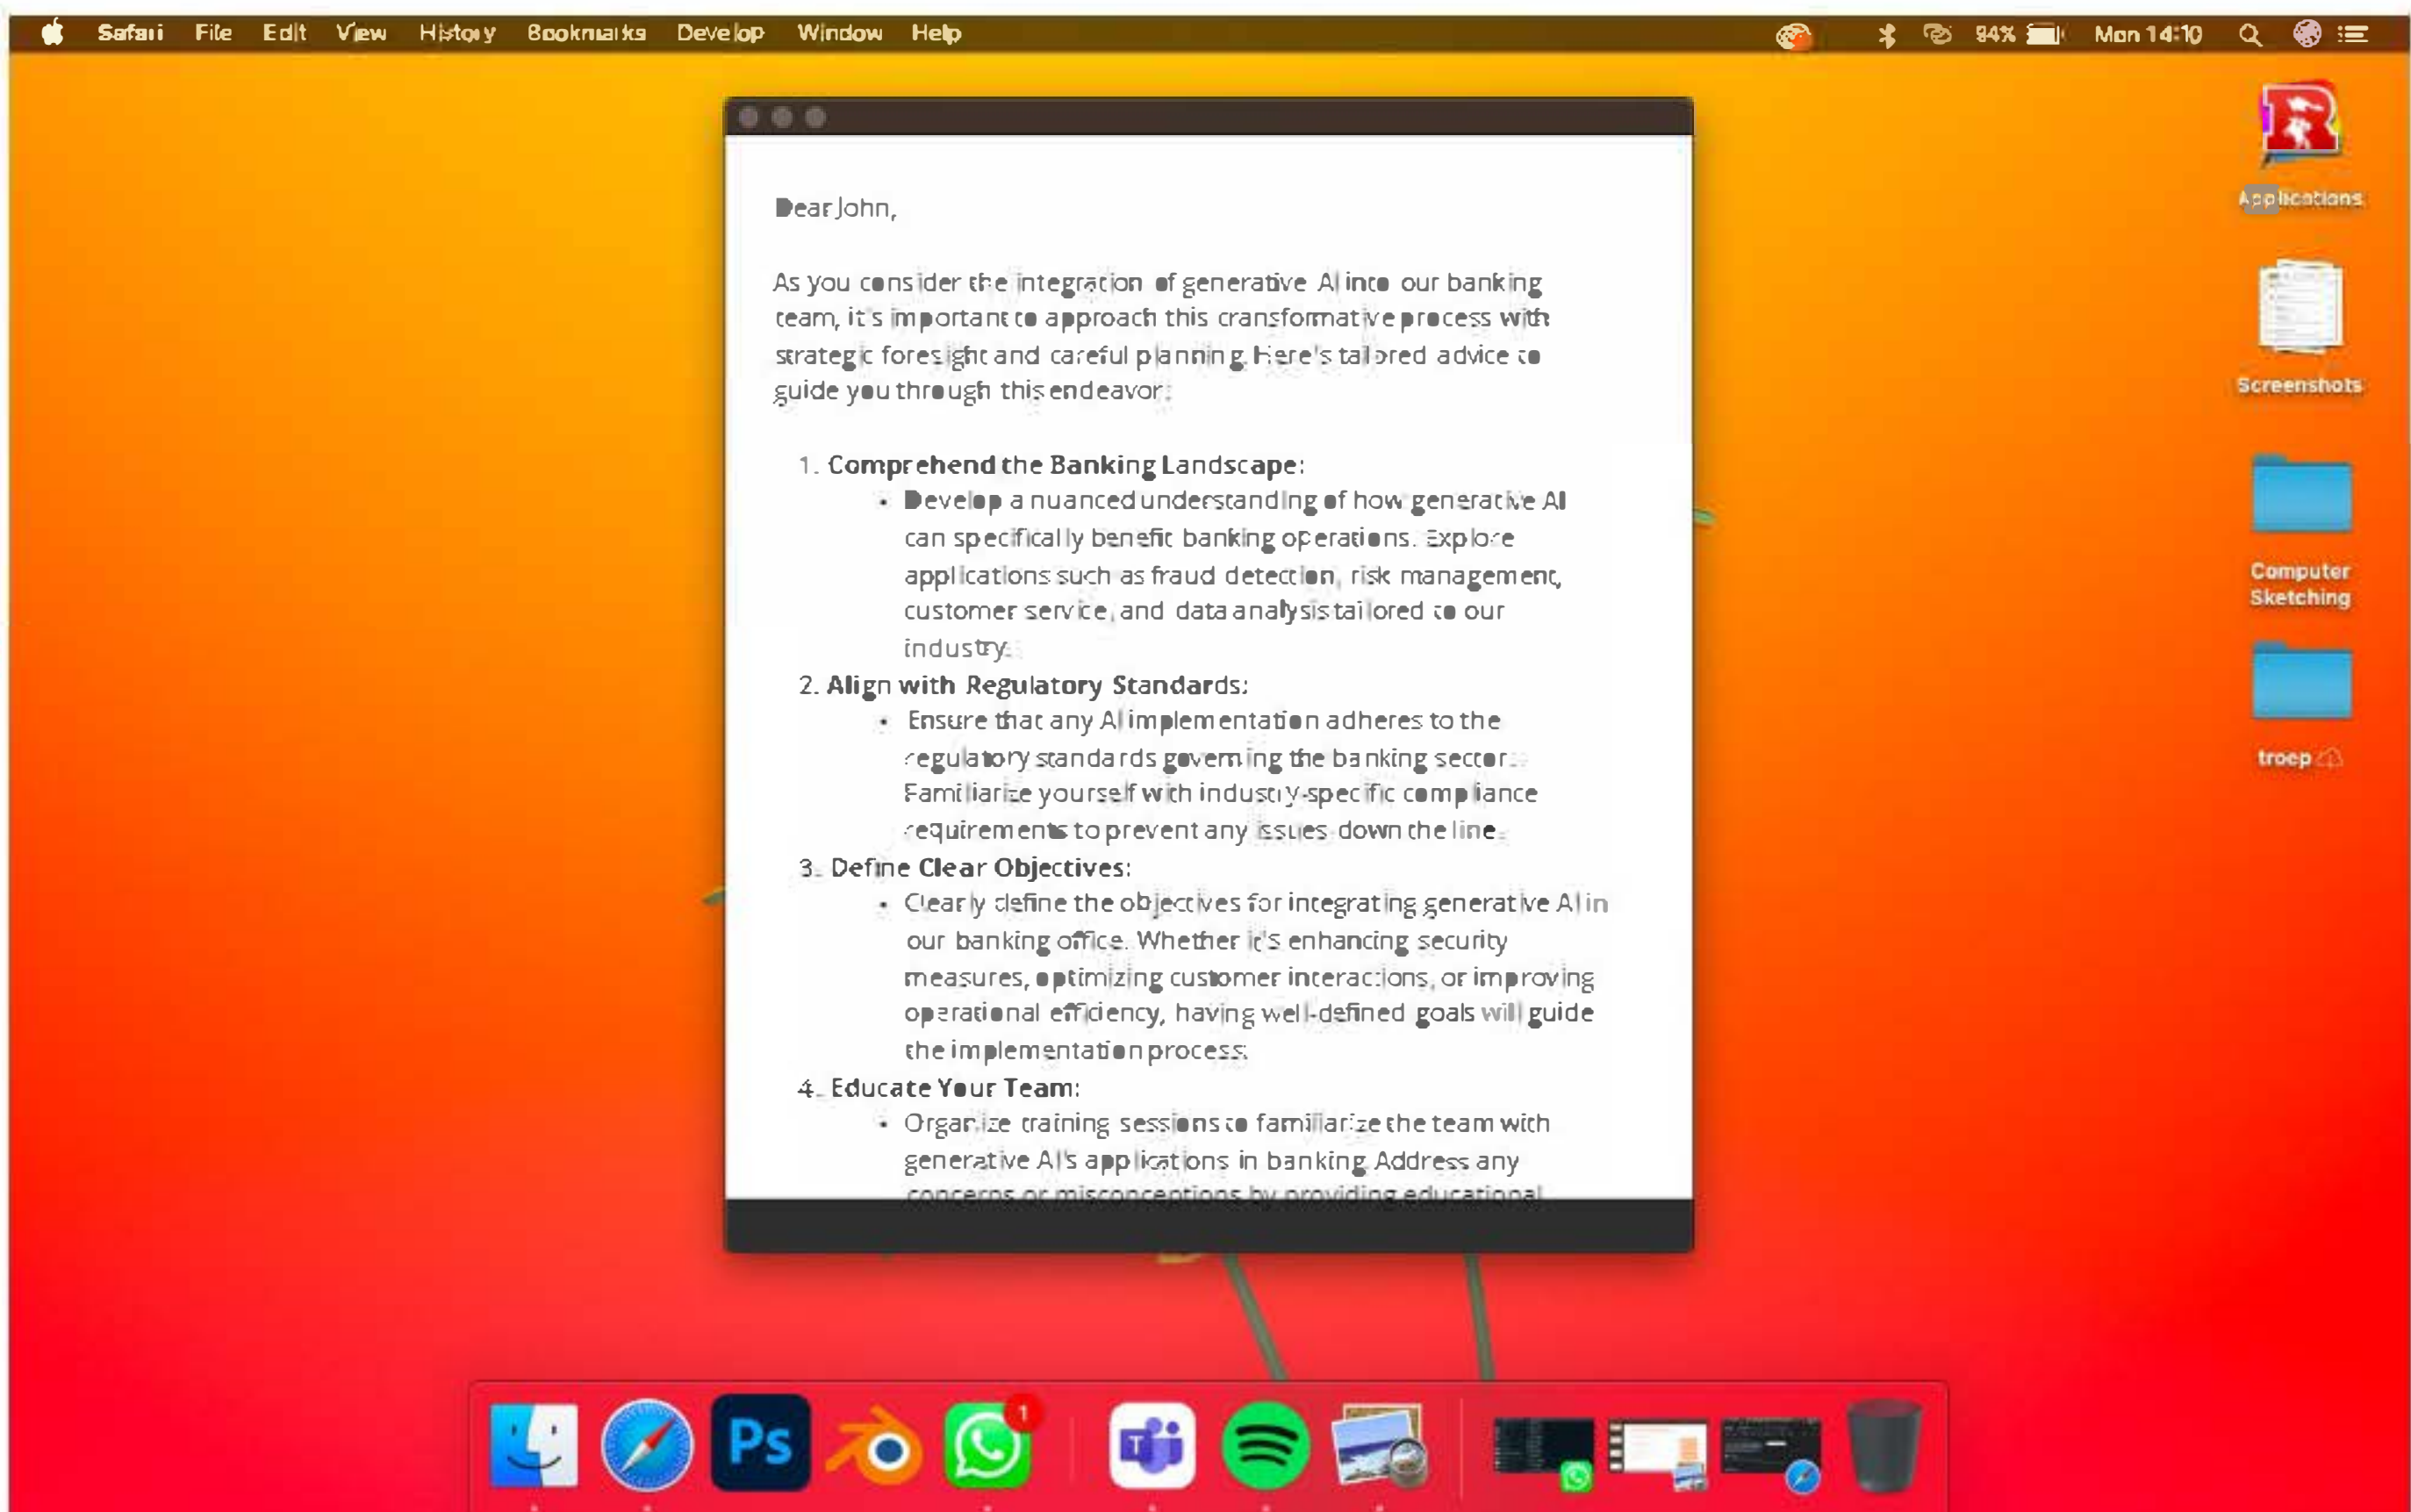 Safari File Edit View History Bookmarks Develop Window Help 94% Mon 14:10
Applications
Screenshots
Computer
Sketching
troep
Dear John,
As you consider the integration of generative AI into our banking
team, it's important to approach this transformative process with
strategic foresight and careful planning. Here's tailored advice to
guide you through this endeavor:
1. Comprehend the Banking Landscape:
• Develop a nuanced understanding of how generative AI
can specifically benefit banking operations. Explore
applications such as fraud detection, risk management,
customer service, and data analysis tailored to our
industry.
2. Align with Regulatory Standards:
• Ensure that any AI implementation adheres to the
regulatory standards governing the banking sector.
Familiarize yourself with industry-specific compliance
requirements to prevent any issues down the line.
3. Define Clear Objectives:
• Clearly define the objectives for integrating generative AI in
our banking office. Whether it's enhancing security
measures, optimizing customer interactions, or improving
operational efficiency, having well-defined goals will guide
the implementation process.
4. Educate Your Team:
• Organize training sessions to familiarize the team with
generative AI's applications in banking. Address any
concerns or misconceptions by providing educational
Ps
1
T